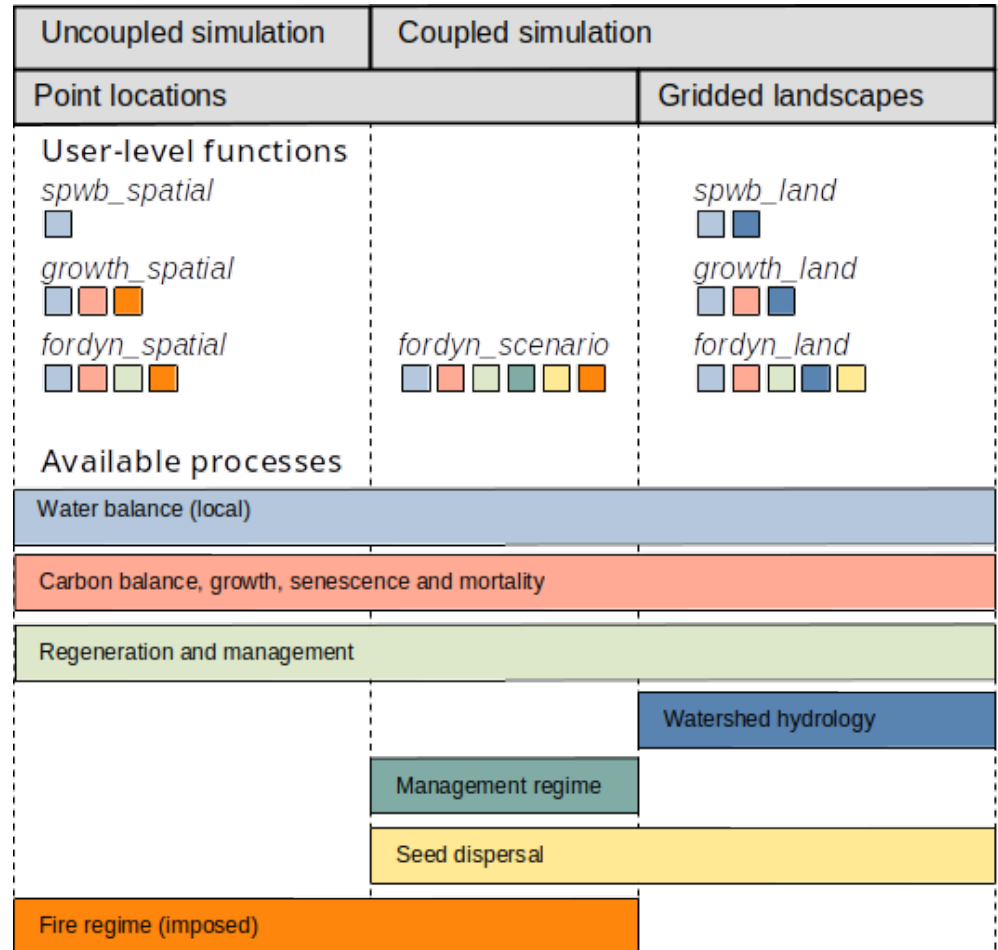 Uncoupled simulation
Coupled simulation
Point locations
Gridded landscapes
User-level functions
spwb_spatial
spwb_land
growth_spatial
growth_land
fordyn_spatial
fordyn_scenario
fordyn_land
Available processes
Water balance (local)
Carbon balance, growth, senescence and mortality
Regeneration and management
Watershed hydrology
Management regime
Seed dispersal
Fire regime (imposed)